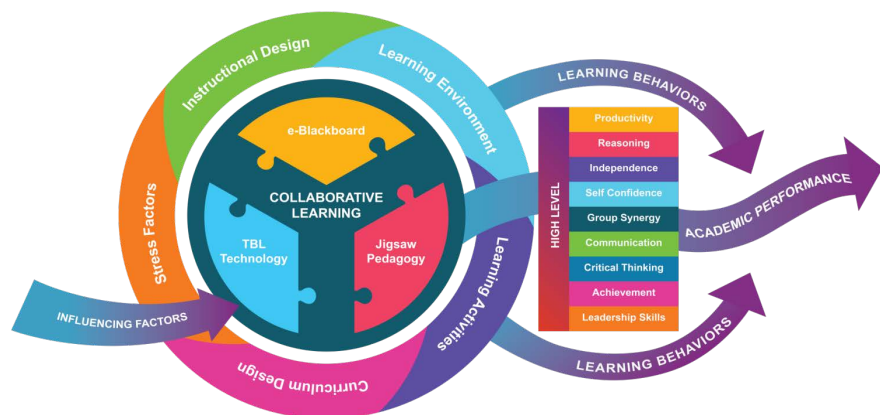 Instructional Design
Learning Environment
Stress Factors
e-Blackboard
COLLABORATIVE
LEARNING
TBL
Technology
Jigsaw
Pedagogy
Learning Activities
Curriculum Design
INFLUENCING FACTORS
LEARNING BEHAVIORS
HIGH LEVEL
Productivity
Reasoning
Independence
Self Confidence
Group Synergy
Communication
Critical Thinking
Achievement
Leadership Skills
ACADEMIC PERFORMANCE
LEARNING BEHAVIORS